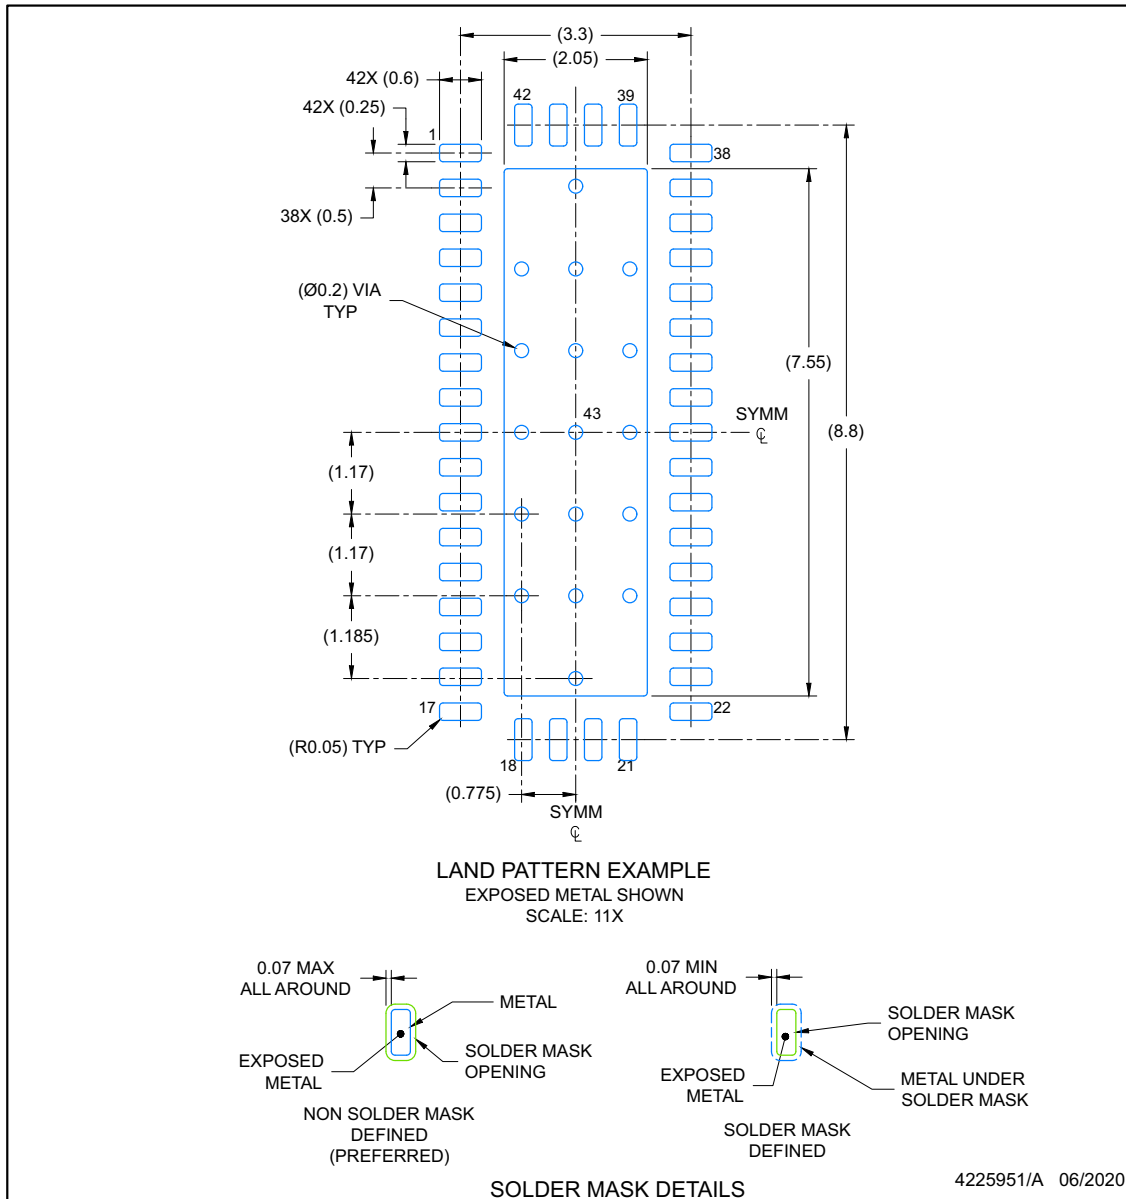 (3.3)
(2.05)
42X (0.6)
42X (0.25)
42
39
1
38
38X (0.5)
(Ø0.2) VIA
TYP
(7.55)
43
SYMM
℄
(8.8)
(1.17)
(1.17)
(1.185)
17
22
(R0.05) TYP
18
21
(0.775)
SYMM
℄
LAND PATTERN EXAMPLE
EXPOSED METAL SHOWN
SCALE: 11X
0.07 MAX
ALL AROUND
METAL
EXPOSED
METAL
SOLDER MASK
OPENING
NON SOLDER MASK
DEFINED
(PREFERRED)
0.07 MIN
ALL AROUND
SOLDER MASK
OPENING
EXPOSED
METAL
METAL UNDER
SOLDER MASK
SOLDER MASK
DEFINED
SOLDER MASK DETAILS
4225951/A 06/2020